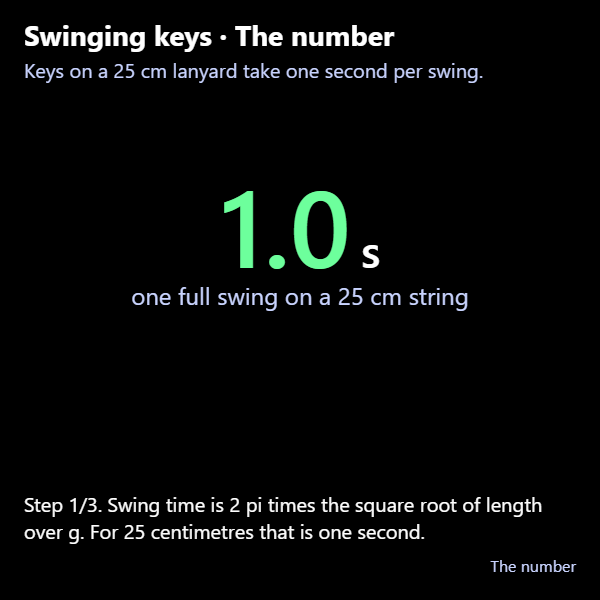 Swinging keys · The number
Keys on a 25 cm lanyard take one second per swing.
1.0 s
one full swing on a 25 cm string
Step 1/3. Swing time is 2 pi times the square root of length
over g. For 25 centimetres that is one second.
The number